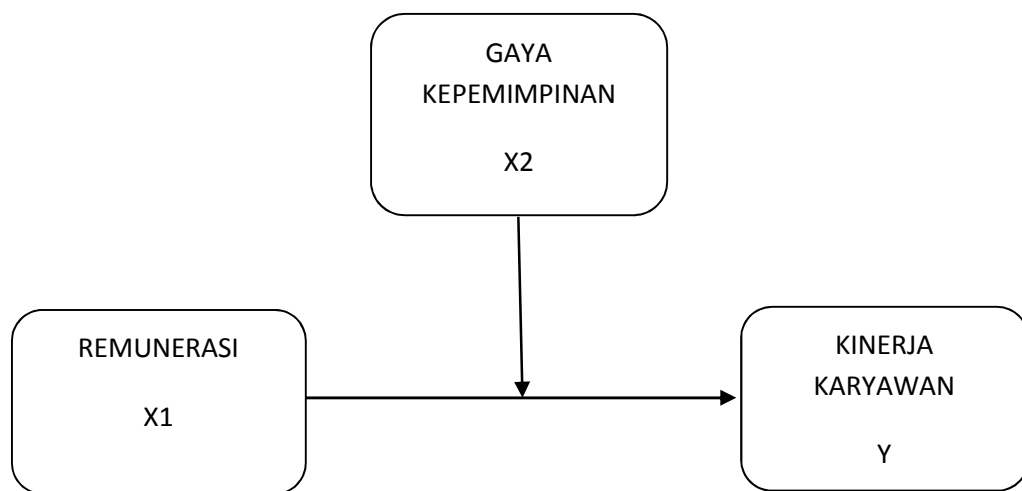 GAYA
KEPEMIMPINAN
X2
REMUNERASI
X1
KINERJA
KARYAWAN
Y